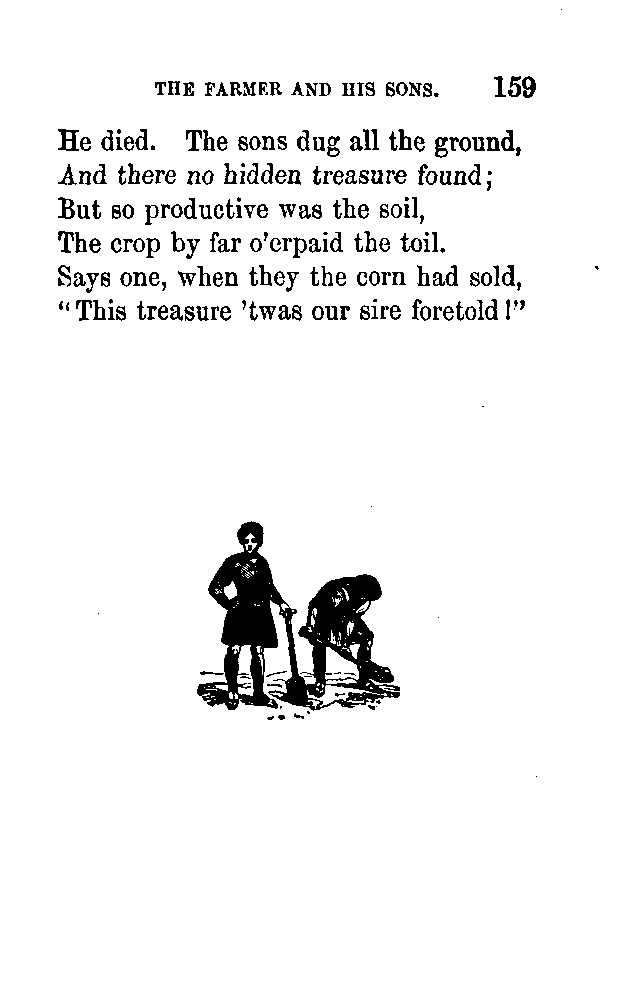 THE FARMER AND HIS SONS. 159
He died. The sons dug all the ground,
And there no hidden treasure found;
But so productive was the soil,
The crop by far o'erpaid the toil.
Says one, when they the corn had sold,
"This treasure 'twas our sire foretold!"